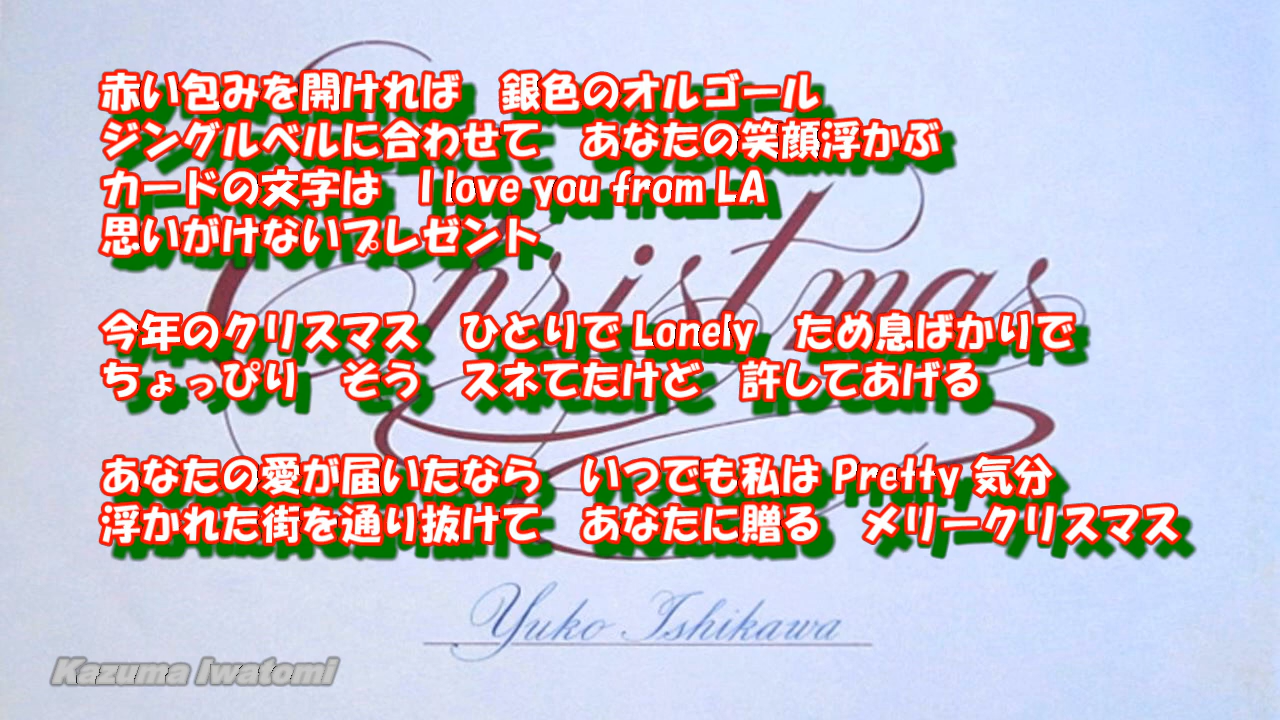 赤い包みを開ければ　銀色のオルゴール
ジングルベルに合わせて　あなたの笑顔浮かぶ
カードの文字は　I love you from LA
思いがけないプレゼント
今年のクリスマス　ひとりで Lonely　ため息ばかりで
ちょっぴり　そう　スネてたけど　許してあげる
あなたの愛が届いたなら　いつでも私は Pretty 気分
浮かれた街を通り抜けて　あなたに贈る　メリークリスマス
Christmas
Yuko Ishikawa
Kazuma Iwatomi